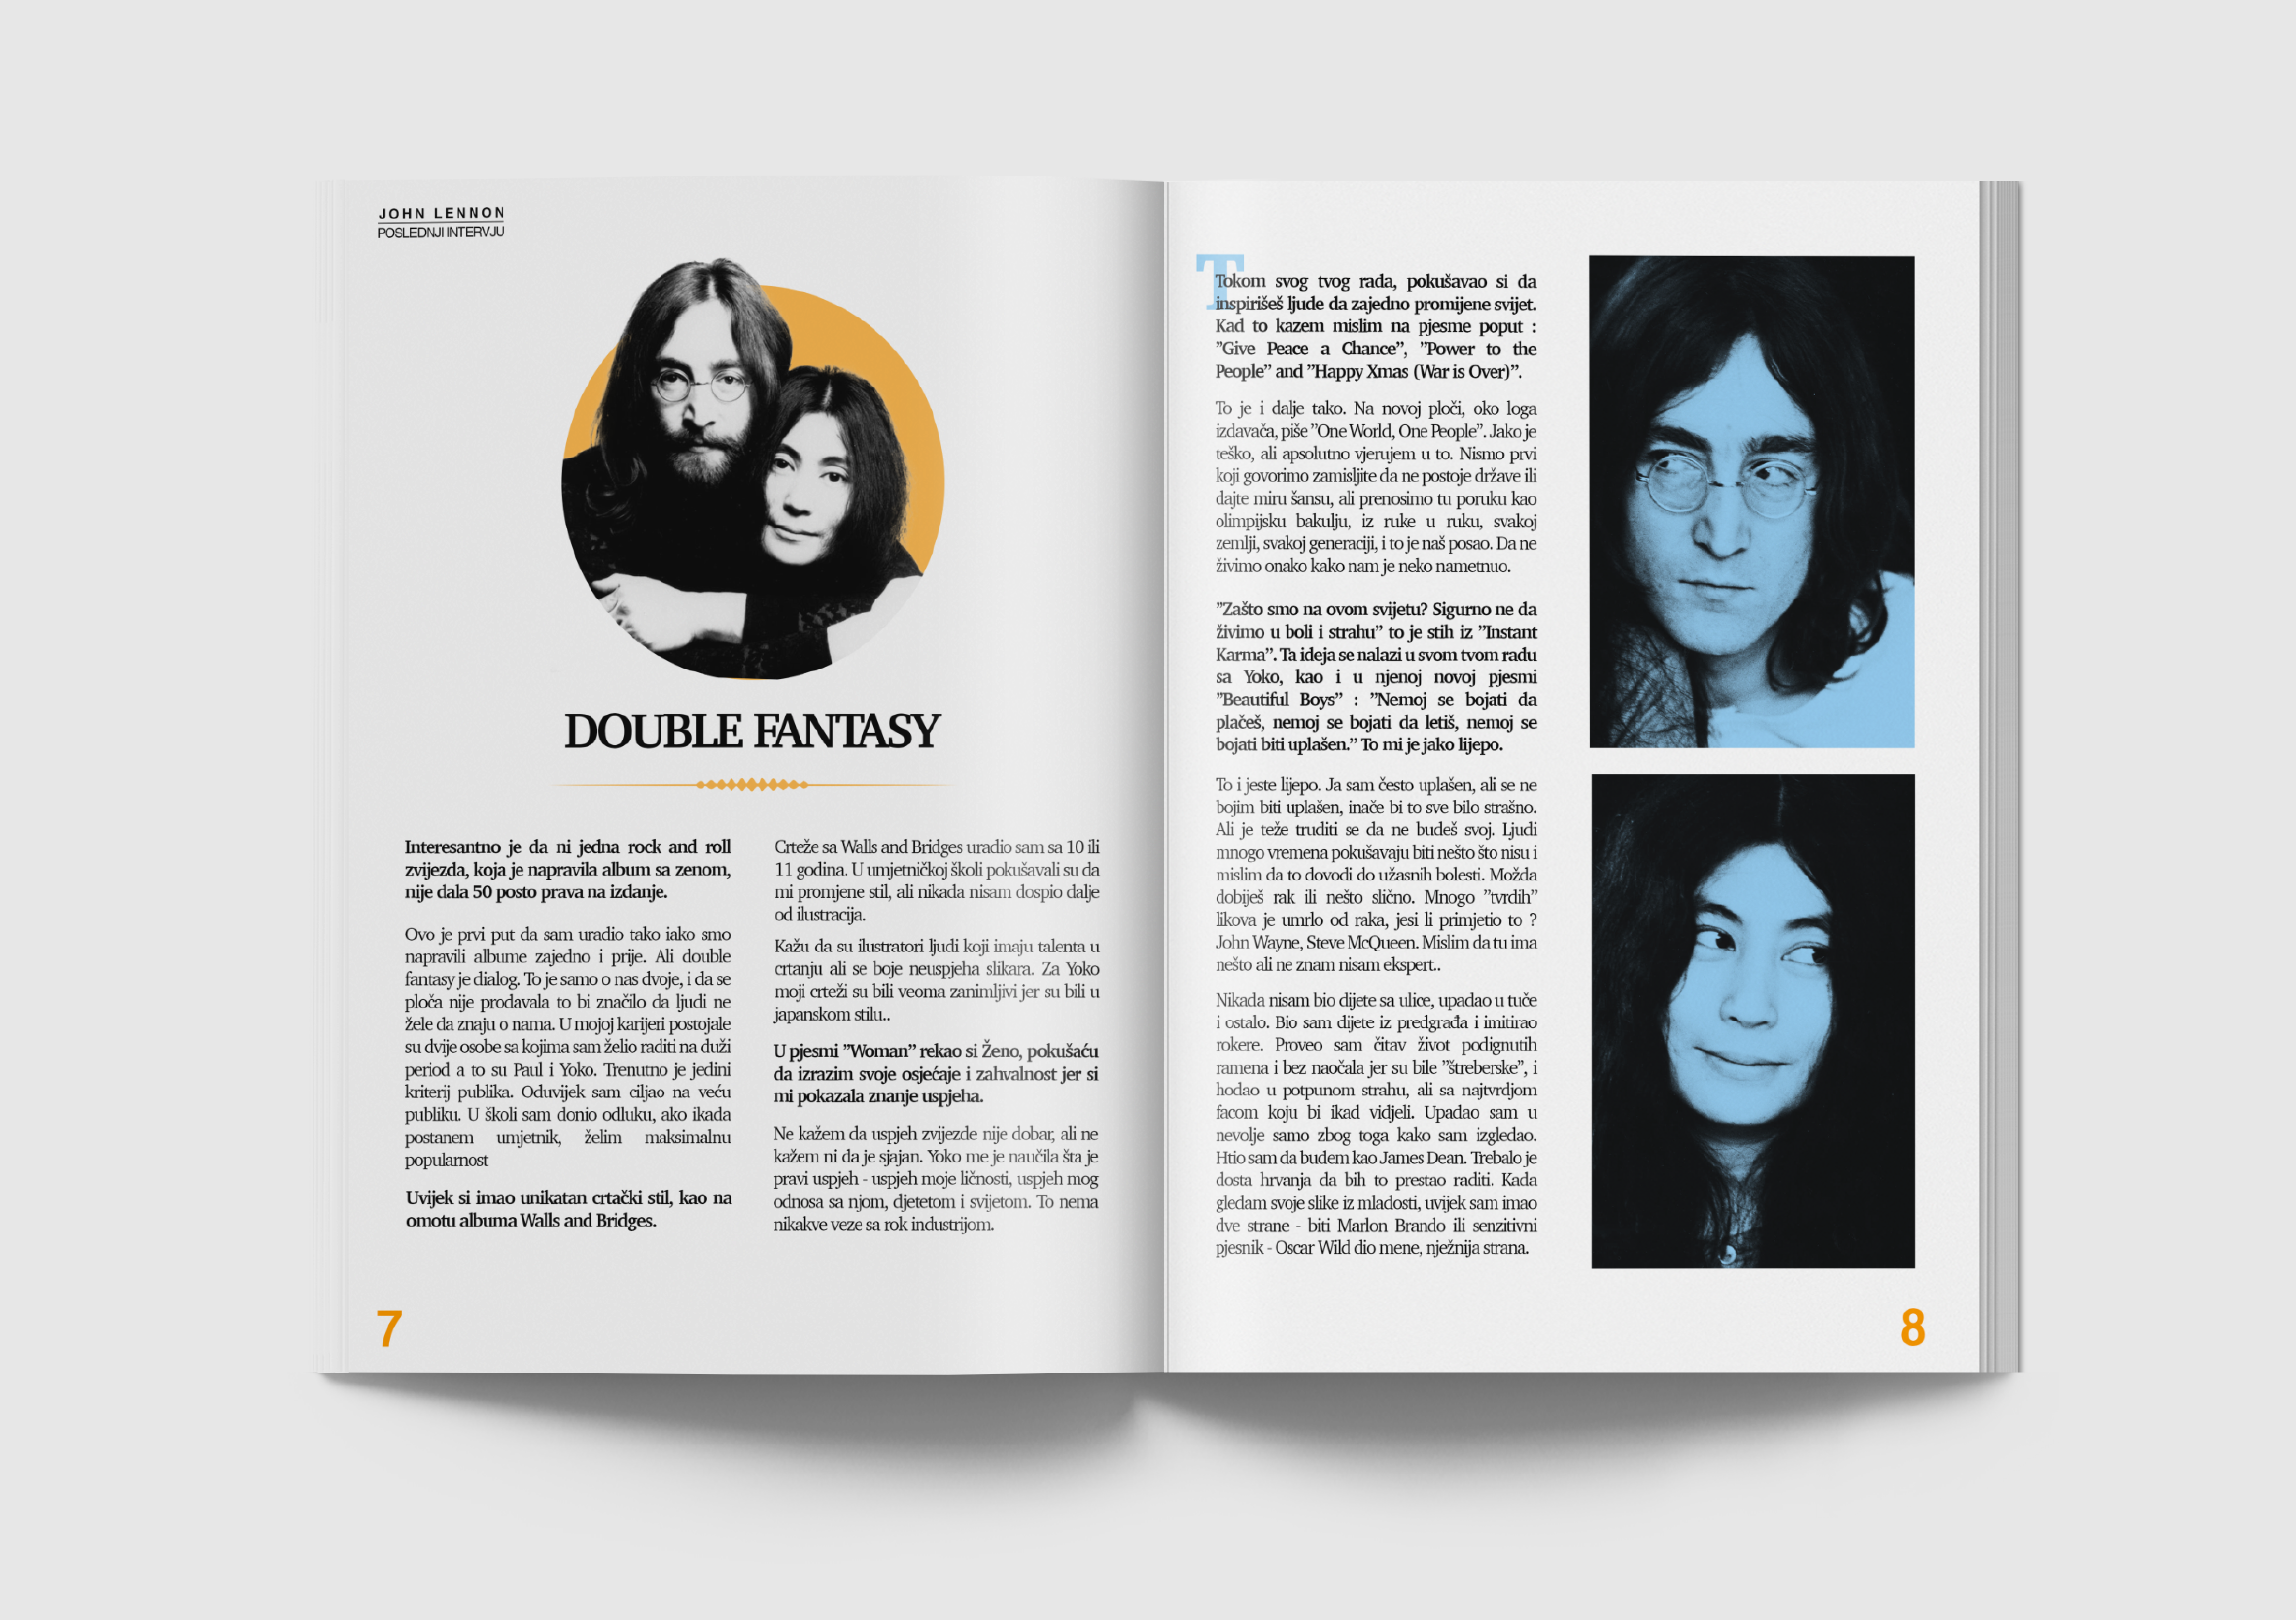 JOHN LENNON
POSLEDNJI INTERVJU
DOUBLE FANTASY
Interesantno je da ni jedna rock and roll
zvijezda, koja je napravila album sa zenom,
nije dala 50 posto prava na izdanje.
Ovo je prvi put da sam uradio tako iako smo
napravili albume zajedno i prije. Ali double
fantasy je dialog. To je samo o nas dvoje, i da se
ploča nije prodavala to bi značilo da ljudi ne
žele da znaju o nama. U mojoj karijeri postojale
su dvije osobe sa kojima sam želio raditi na duži
period a to su Paul i Yoko. Trenutno je jedini
kriterij publika. Oduvijek sam ciljao na veću
publiku. U školi sam donio odluku, ako ikada
postanem umjetnik, želim maksimalnu
popularnost
Uvijek si imao unikatan crtački stil, kao na
omotu albuma Walls and Bridges.
Crteže sa Walls and Bridges uradio sam sa 10 ili
11 godina. U umjetničkoj školi pokušavali su da
mi promjene stil, ali nikada nisam dospio dalje
od ilustracija.
Kažu da su ilustratori ljudi koji imaju talenta u
crtanju ali se boje neuspjeha slikara. Za Yoko
moji crteži su bili veoma zanimljivi jer su bili u
japanskom stilu..
U pjesmi ”Woman” rekao si Ženo, pokušaću
da izrazim svoje osjećaje i zahvalnost jer si
mi pokazala znanje uspjeha.
Ne kažem da uspjeh zvijezde nije dobar, ali ne
kažem ni da je sjajan. Yoko me je naučila šta je
pravi uspjeh - uspjeh moje ličnosti, uspjeh mog
odnosa sa njom, djetetom i svijetom. To nema
nikakve veze sa rok industrijom.
7
T
Tokom svog tvog rada, pokušavao si da
inspirišeš ljude da zajedno promijene svijet.
Kad to kazem mislim na pjesme poput :
”Give Peace a Chance”, ”Power to the
People” and ”Happy Xmas (War is Over)”.
To je i dalje tako. Na novoj ploči, oko loga
izdavača, piše ”One World, One People”. Jako je
teško, ali apsolutno vjerujem u to. Nismo prvi
koji govorimo zamisljite da ne postoje države ili
dajte miru šansu, ali prenosimo tu poruku kao
olimpijsku bakulju, iz ruke u ruku, svakoj
zemlji, svakoj generaciji, i to je naš posao. Da ne
živimo onako kako nam je neko nametnuo.
”Zašto smo na ovom svijetu? Sigurno ne da
živimo u boli i strahu” to je stih iz ”Instant
Karma”. Ta ideja se nalazi u svom tvom radu
sa Yoko, kao i u njenoj novoj pjesmi
”Beautiful Boys” : ”Nemoj se bojati da
plačeš, nemoj se bojati da letiš, nemoj se
bojati biti uplašen.” To mi je jako lijepo.
To i jeste lijepo. Ja sam često uplašen, ali se ne
bojim biti uplašen, inače bi to sve bilo strašno.
Ali je teže truditi se da ne budeš svoj. Ljudi
mnogo vremena pokušavaju biti nešto što nisu i
mislim da to dovodi do užasnih bolesti. Možda
dobiješ rak ili nešto slično. Mnogo ”tvrdih”
likova je umrlo od raka, jesi li primjetio to ?
John Wayne, Steve McQueen. Mislim da tu ima
nešto ali ne znam nisam ekspert..
Nikada nisam bio dijete sa ulice, upadao u tuče
i ostalo. Bio sam dijete iz predgrađa i imitirao
rokere. Proveo sam čitav život podignutih
ramena i bez naočala jer su bile ”štreberske”, i
hodao u potpunom strahu, ali sa najtvrdjom
facom koju bi ikad vidjeli. Upadao sam u
nevolje samo zbog toga kako sam izgledao.
Htio sam da budem kao James Dean. Trebalo je
dosta hrvanja da bih to prestao raditi. Kada
gledam svoje slike iz mladosti, uvijek sam imao
dve strane - biti Marlon Brando ili senzitivni
pjesnik - Oscar Wild dio mene, nježnija strana.
8